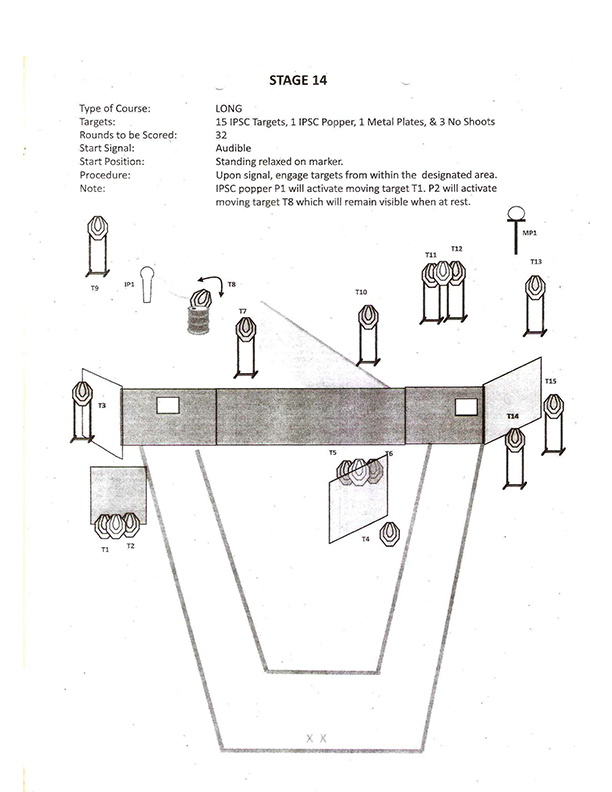 STAGE 14
Type of Course: LONG
Targets: 15 IPSC Targets, 1 IPSC Popper, 1 Metal Plates, & 3 No Shoots
Rounds to be Scored: 32
Start Signal: Audible
Start Position: Standing relaxed on marker.
Procedure: Upon signal, engage targets from within the designated area.
Note: IPSC popper P1 will activate moving target T1. P2 will activate
moving target T8 which will remain visible when at rest.
MP1
T12
T11
T13
T9
IP1
T8
T10
T7
T15
T3
T14
T5
T6
T4
T1
T2
X X